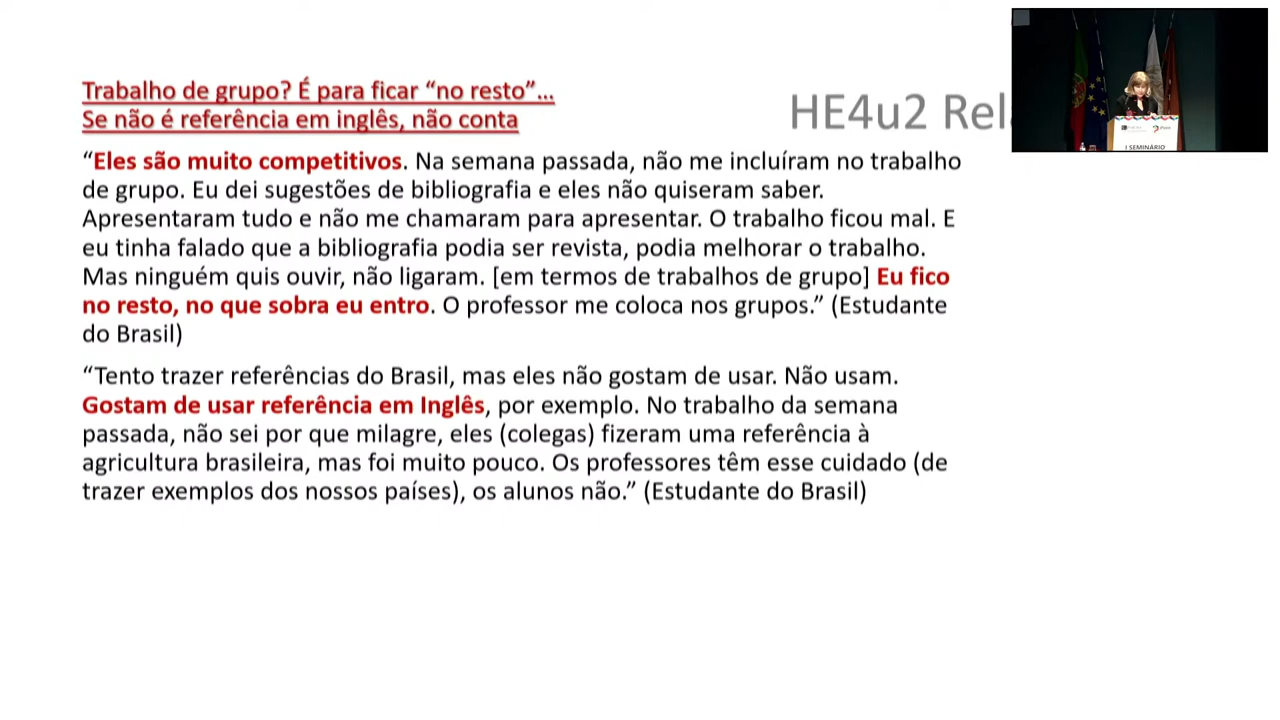 Trabalho de grupo? É para ficar “no resto”...
Se não é referência em inglês, não conta
HE4u2
“Eles são muito competitivos. Na semana passada, não me incluíram no trabalho
de grupo. Eu dei sugestões de bibliografia e eles não quiseram saber.
Apresentaram tudo e não me chamaram para apresentar. O trabalho ficou mal. E
eu tinha falado que a bibliografia podia ser revista, podia melhorar o trabalho.
Mas ninguém quis ouvir, não ligaram. [em termos de trabalhos de grupo] Eu fico
no resto, no que sobra eu entro. O professor me coloca nos grupos.” (Estudante
do Brasil)
“Tento trazer referências do Brasil, mas eles não gostam de usar. Não usam.
Gostam de usar referência em Inglês, por exemplo. No trabalho da semana
passada, não sei por que milagre, eles (colegas) fizeram uma referência à
agricultura brasileira, mas foi muito pouco. Os professores têm esse cuidado (de
trazer exemplos dos nossos países), os alunos não.” (Estudante do Brasil)
I SEMINÁRIO